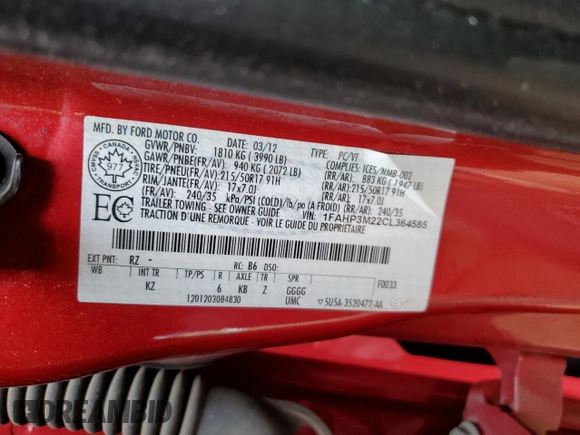 MFD. BY FORD MOTOR CO.
DATE: 03/12 TYPE: PC/VT
GVWR/PNBV: 1810 KG ( 3990 LB) COMPLIES: ICES/NMB-002
GAWR/PNBE(FR/AV): 940 KG ( 2072 LB) (RR/AR): 883 KG ( 1947 LB)
TIRE/PNEU(FR/AV): 215/50R17 91H (RR/AR): 215/50R17 91H
RIM/JANTE(FR/AV): 17x7.0J (RR/AR): 17x7.0J
(FR/AV): 240/35 kPa/PSI (COLD)/lb/po (A FROID) (RR/AR): 240/35
TRAILER TOWING - SEE OWNER GUIDE VIN: 1FAHP3M22CL364585
D'UNE REMORQUE - VOIR LE GUIDE DU PROPRIETAIRE
CANADA
TRANSPORT
EC
EXT PNT: RZ - RC: B6 DSO: F0033
WB INT TR TP/PS R AXLE TR SPR
KZ 6 KB Z GGGG
1201203084830 UMC SU5A-3520472-AA
DREAMBID